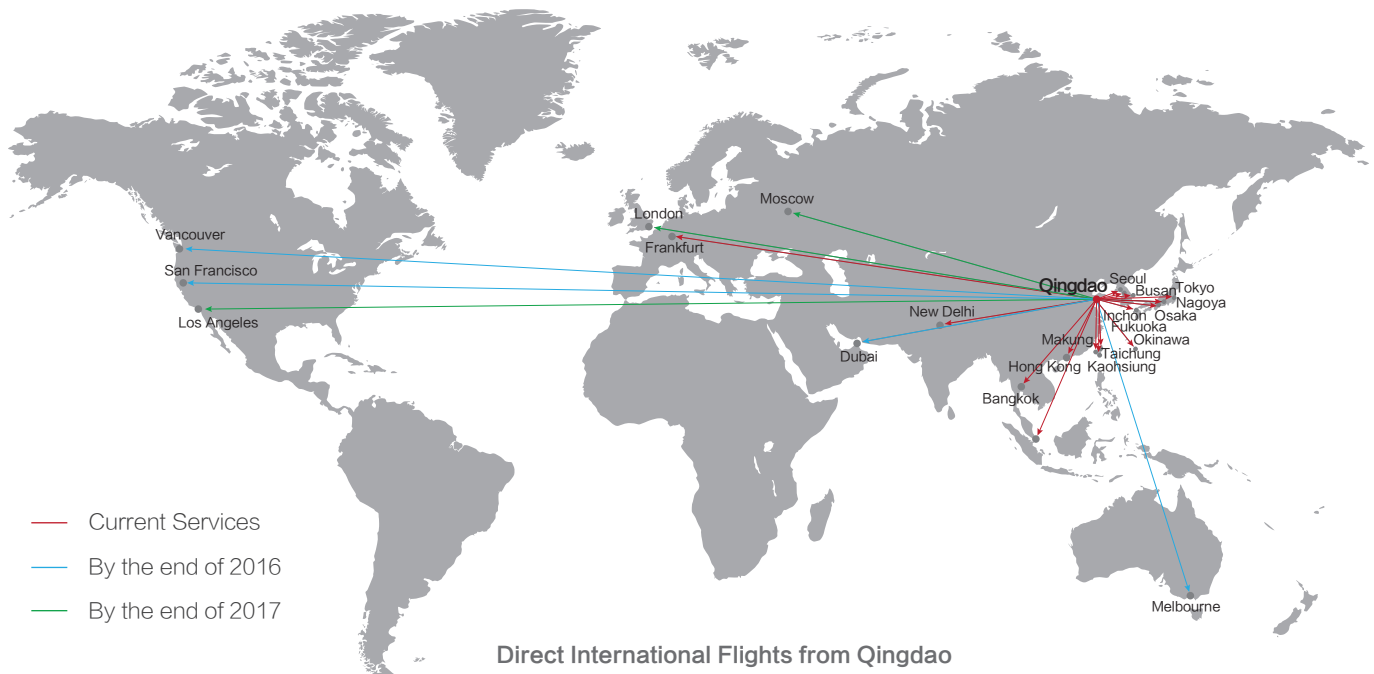 Moscow
London
Vancouver
Frankfurt
San Francisco
Seoul
Qingdao
Busan
Tokyo
Nagoya
New Delhi
Inchon
Osaka
Los Angeles
Fukuoka
Makung
Okinawa
Dubai
Taichung
Hong Kong
Kaohsiung
Bangkok
Current Services
By the end of 2016
By the end of 2017
Melbourne
Direct International Flights from Qingdao